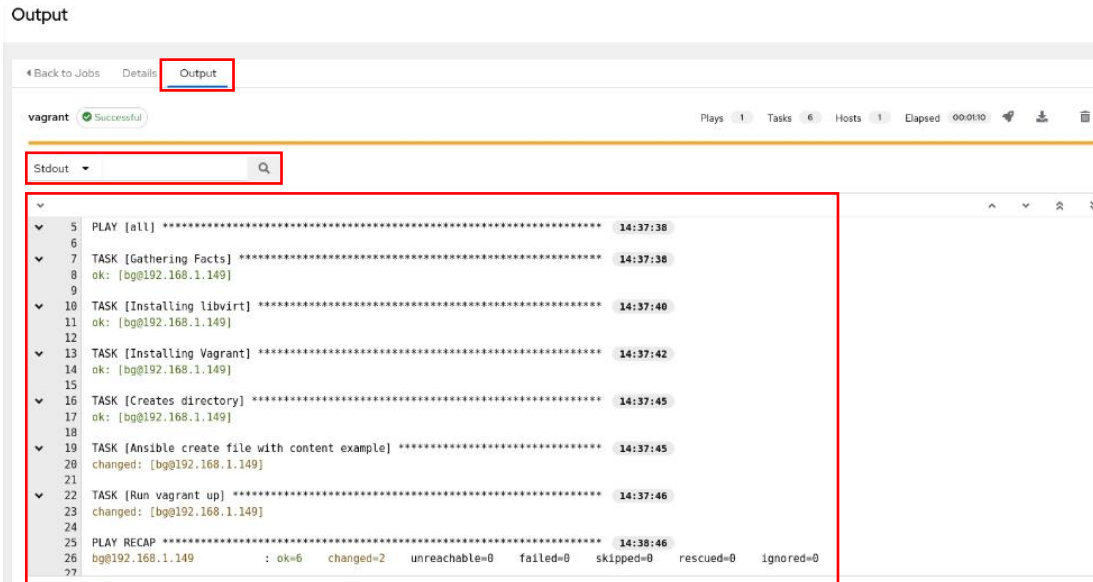 Output
Back to Jobs Details Output
vagrant Successful Plays 1 Tasks 6 Hosts 1 Elapsed 00:01:10
Stdout
5 PLAY [all] ********************************************************************* 14:37:38
6
7 TASK [Gathering Facts] ********************************************************* 14:37:38
8 ok: [bg@192.168.1.149]
9
10 TASK [Installing libvirt] ****************************************************** 14:37:40
11 ok: [bg@192.168.1.149]
12
13 TASK [Installing Vagrant] ****************************************************** 14:37:42
14 ok: [bg@192.168.1.149]
15
16 TASK [Creates directory] ******************************************************* 14:37:45
17 ok: [bg@192.168.1.149]
18
19 TASK [Ansible create file with content example] ******************************** 14:37:45
20 changed: [bg@192.168.1.149]
21
22 TASK [Run vagrant up] ********************************************************** 14:37:46
23 changed: [bg@192.168.1.149]
24
25 PLAY RECAP ********************************************************************* 14:38:46
26 bg@192.168.1.149 : ok=6 changed=2 unreachable=0 failed=0 skipped=0 rescued=0 ignored=0
27